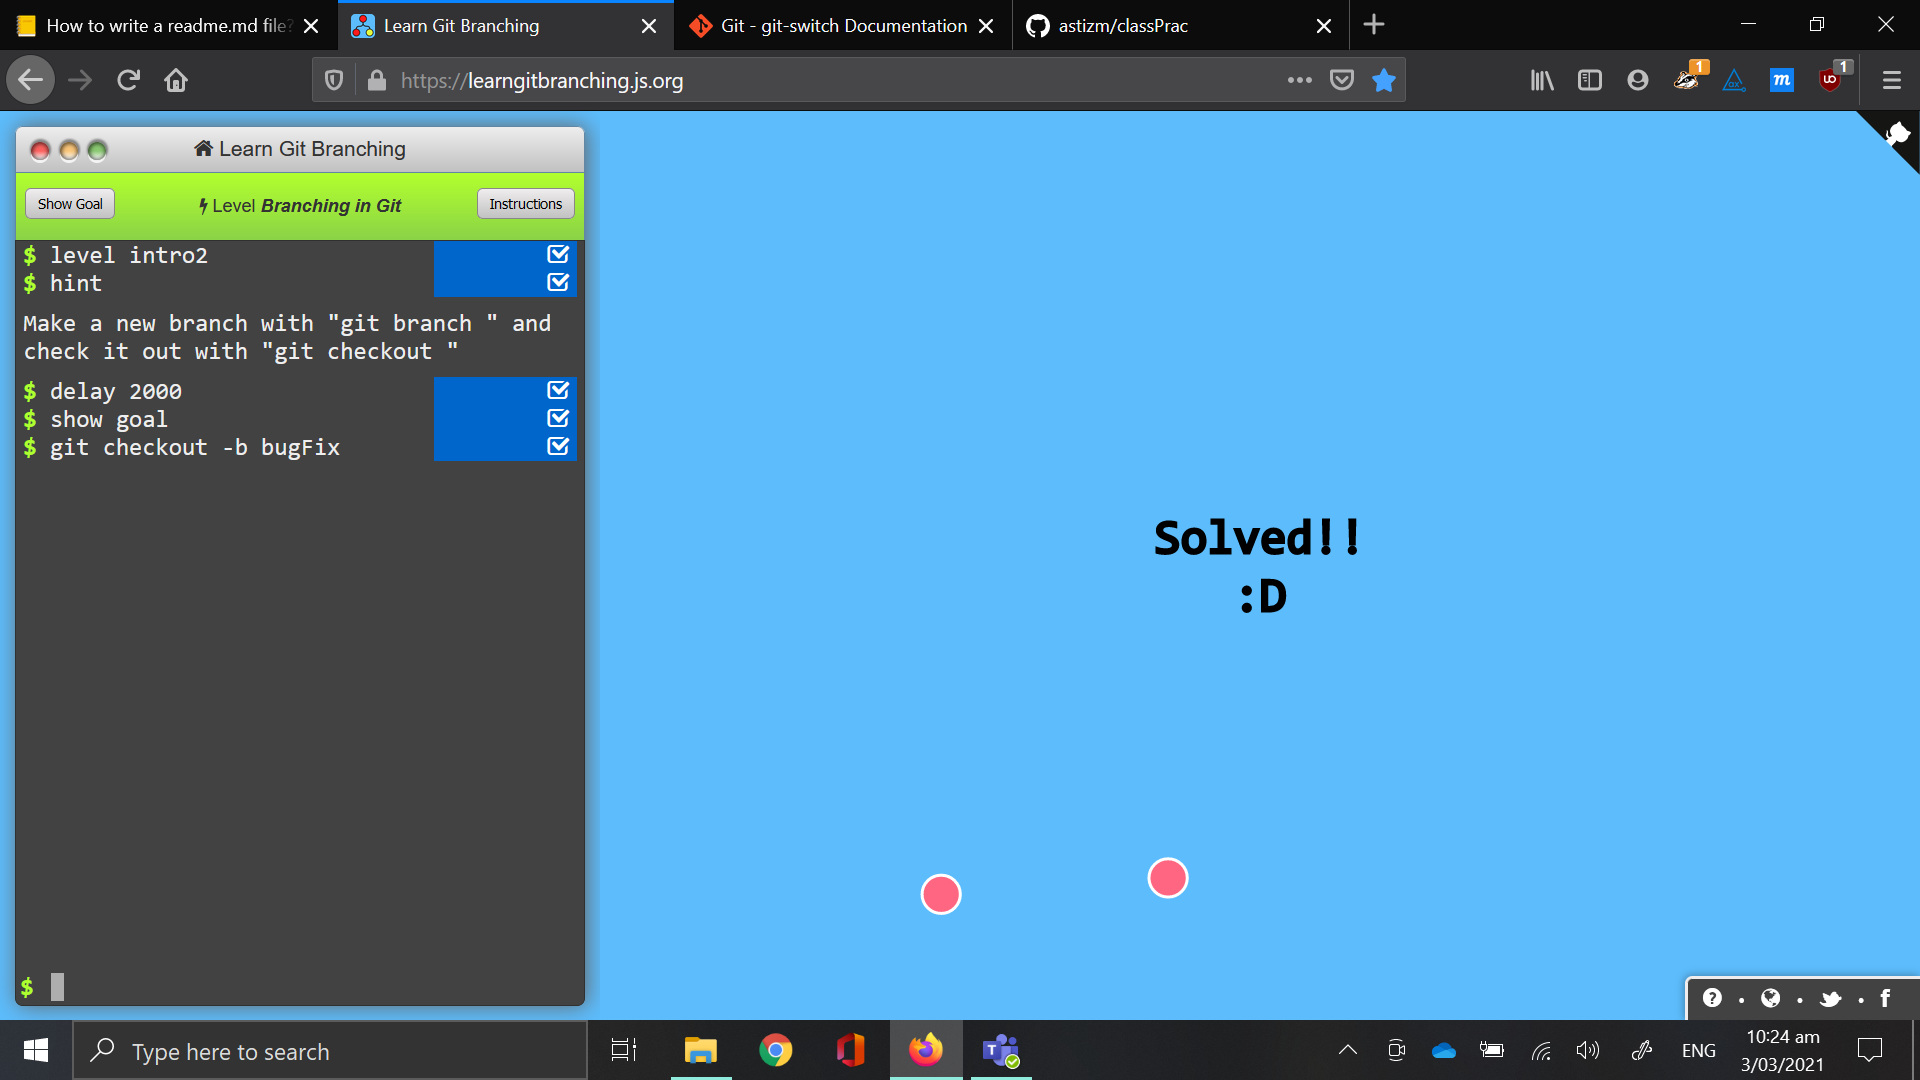 How to write a readme.md file?
Learn Git Branching
Git - git-switch Documentation
astizm/classPrac
https://learngitbranching.js.org
1
m
1
Learn Git Branching
Show Goal
Level Branching in Git
Instructions
$ level intro2
$ hint
Make a new branch with "git branch " and
check it out with "git checkout "
$ delay 2000
$ show goal
$ git checkout -b bugFix
$
Solved!!
:D
Type here to search
ENG
10:24 am
3/03/2021